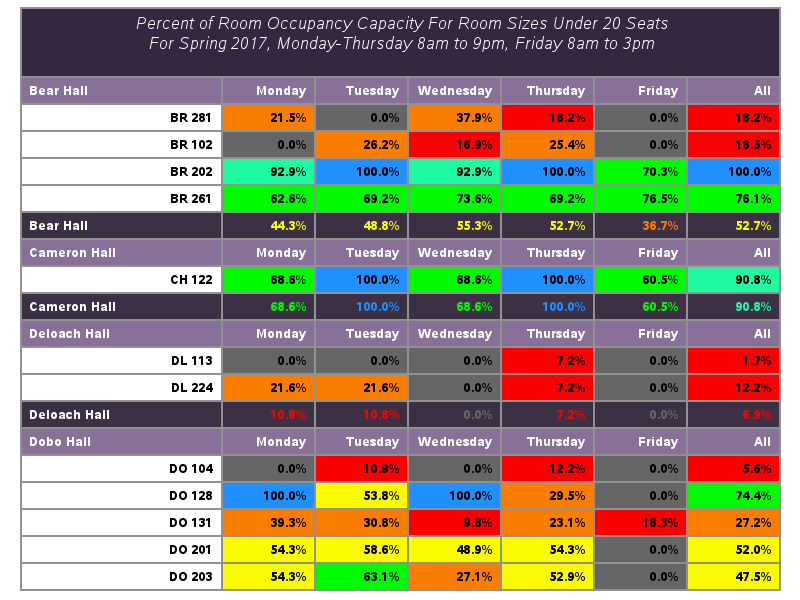 Percent of Room Occupancy Capacity For Room Sizes Under 20 Seats
For Spring 2017, Monday-Thursday 8am to 9pm, Friday 8am to 3pm
Bear Hall Monday Tuesday Wednesday Thursday Friday All
BR 281 21.5% 0.0% 37.9% 16.2% 0.0% 18.2%
BR 102 0.0% 26.2% 16.9% 25.4% 0.0% 16.5%
BR 202 92.9% 100.0% 92.9% 100.0% 70.3% 100.0%
BR 261 62.6% 69.2% 73.6% 69.2% 76.5% 76.1%
Bear Hall 44.3% 48.8% 55.3% 52.7% 36.7% 52.7%
Cameron Hall Monday Tuesday Wednesday Thursday Friday All
CH 122 68.6% 100.0% 68.6% 100.0% 60.5% 90.8%
Cameron Hall 68.6% 100.0% 68.6% 100.0% 60.5% 90.8%
Deloach Hall Monday Tuesday Wednesday Thursday Friday All
DL 113 0.0% 0.0% 0.0% 7.2% 0.0% 1.7%
DL 224 21.6% 21.6% 0.0% 7.2% 0.0% 12.2%
Deloach Hall 10.8% 10.8% 0.0% 7.2% 0.0% 6.9%
Dobo Hall Monday Tuesday Wednesday Thursday Friday All
DO 104 0.0% 10.9% 0.0% 12.2% 0.0% 5.6%
DO 128 100.0% 53.8% 100.0% 29.5% 0.0% 74.4%
DO 131 39.3% 30.8% 9.8% 23.1% 18.3% 27.2%
DO 201 54.3% 58.6% 48.9% 54.3% 0.0% 52.0%
DO 203 54.3% 63.1% 27.1% 52.9% 0.0% 47.5%